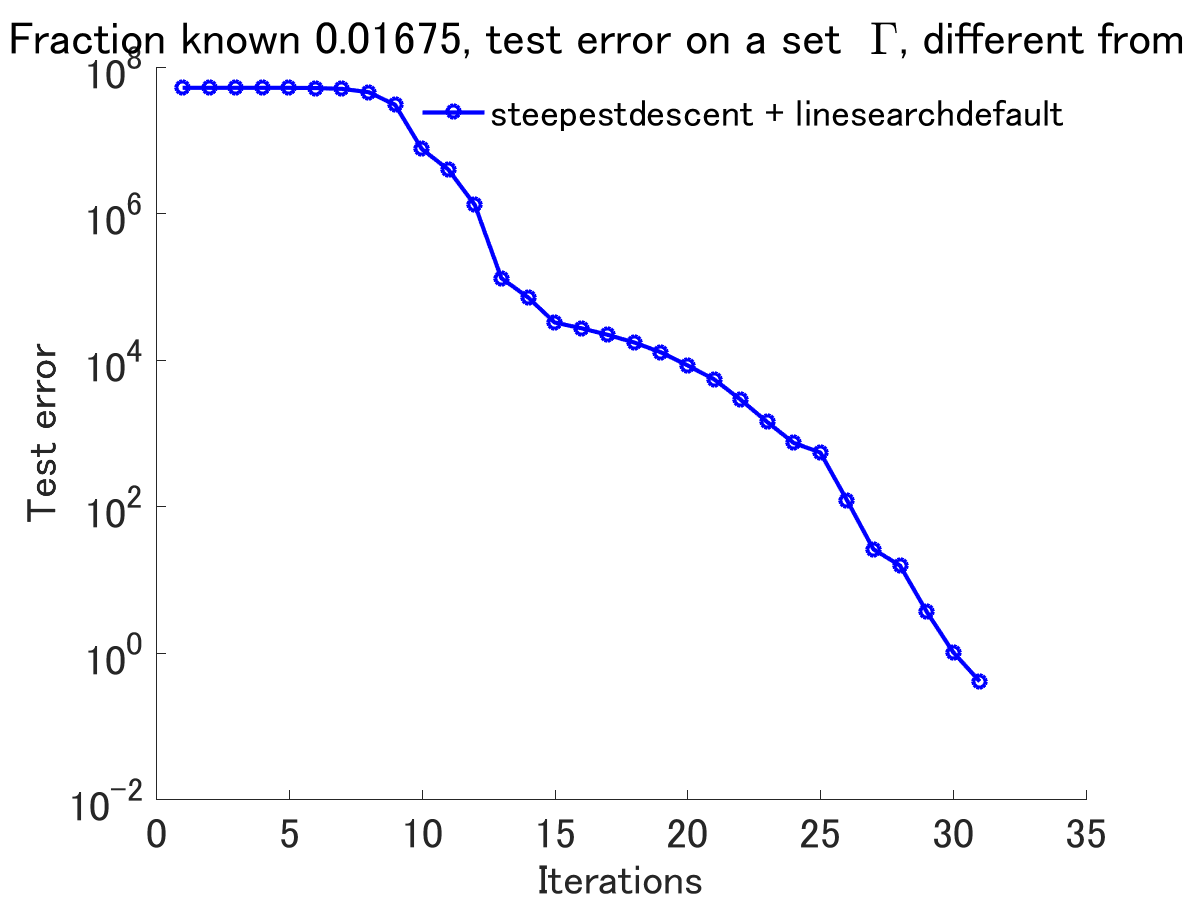 Fraction known 0.01675, test error on a set Γ, different from
steepestdescent + linesearchdefault
10^8
10^6
10^4
10^2
10^0
10^-2
Test error
0 5 10 15 20 25 30 35
Iterations